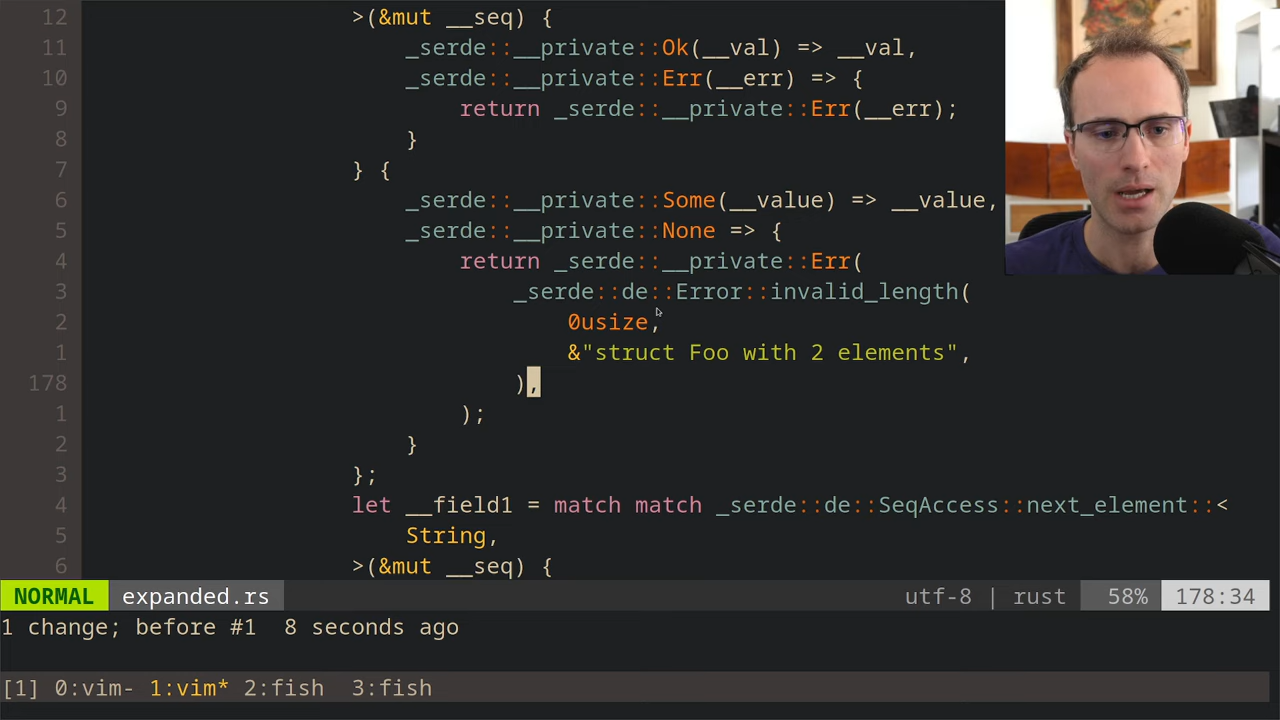 12 >(&mut __seq) {
11 _serde::__private::Ok(__val) => __val,
10 _serde::__private::Err(__err) => {
9 return _serde::__private::Err(__err);
8 }
7 } {
6 _serde::__private::Some(__value) => __value,
5 _serde::__private::None => {
4 return _serde::__private::Err(
3 _serde::de::Error::invalid_length(
2 0usize,
1 &"struct Foo with 2 elements",
178 ),
1 );
2 }
3 };
4 let __field1 = match match _serde::de::SeqAccess::next_element::<
5 String,
6 >(&mut __seq) {
NORMAL expanded.rs utf-8 | rust 58% 178:34
1 change; before #1 8 seconds ago
[1] 0:vim- 1:vim* 2:fish 3:fish